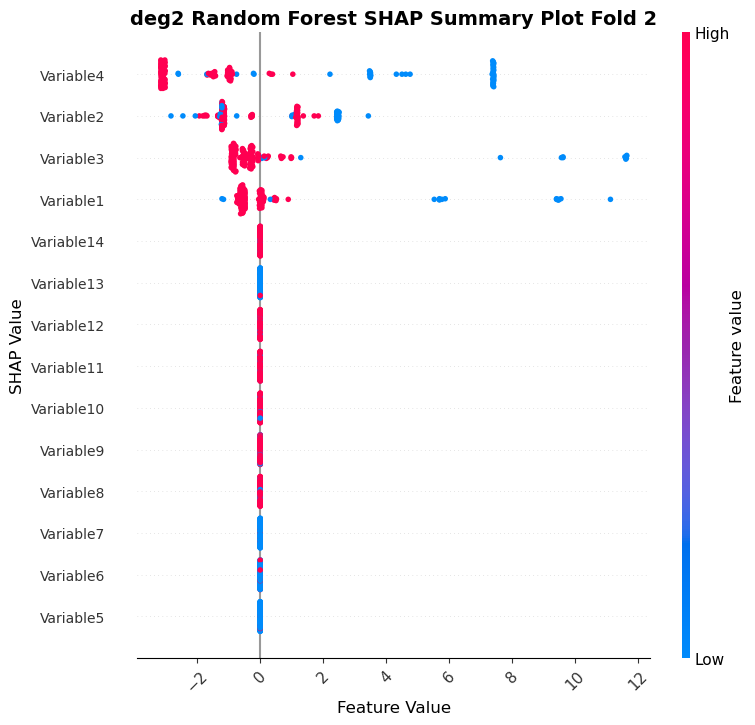 deg2 Random Forest SHAP Summary Plot Fold 2
High
Variable4
Variable2
Variable3
Variable1
Variable14
Variable13
Variable12
Variable11
Variable10
Variable9
Variable8
Variable7
Variable6
Variable5
SHAP Value
Feature value
Low
−2
0
2
4
6
8
10
12
Feature Value